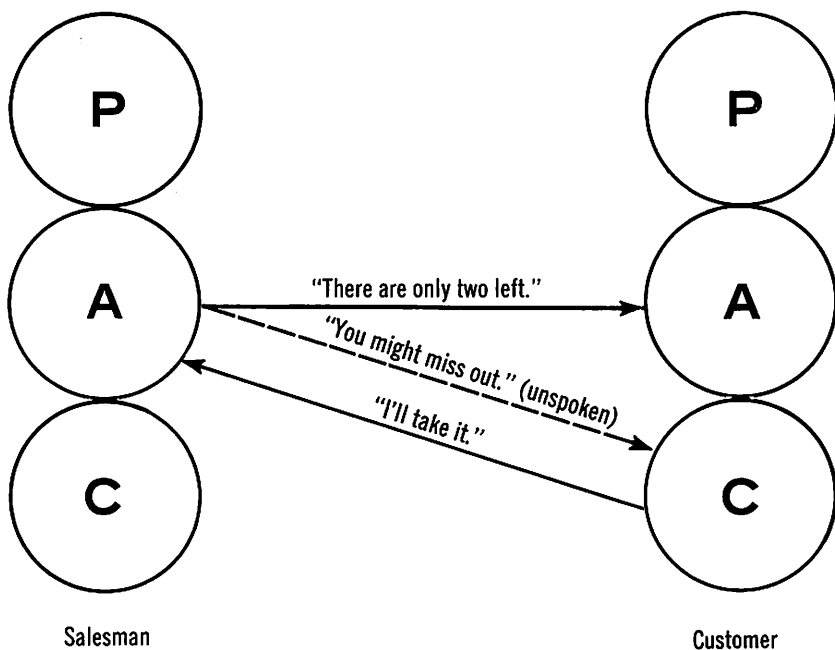 P
P
A
"There are only two left."
A
"You might miss out." (unspoken)
"I'll take it."
C
C
Salesman
Customer